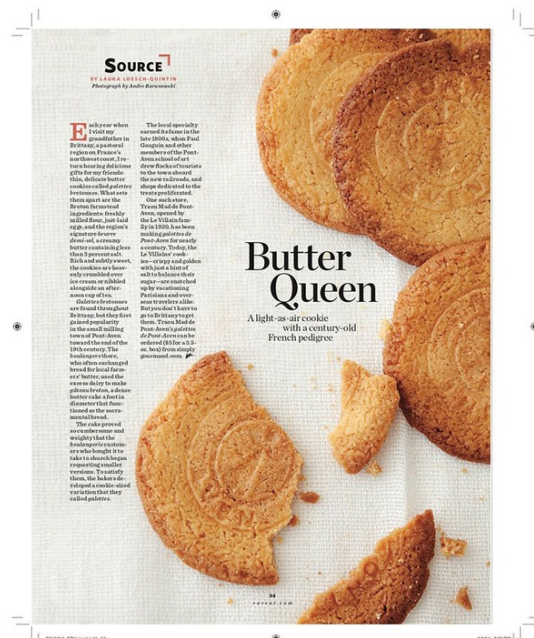 SOURCE
BY LAURA LOESCH-QUINTIN
Photograph by Andre Baranowski
Each year when
I visit my
grandfather in
Brittany, a pastoral
region on France's
northwest coast, I re-
turn bearing delicious
gifts for my friends:
thin, delicate butter
cookies called galettes
bretonnes. What sets
them apart are the
Breton farmstead
ingredients: freshly
milled flour, just-laid
eggs, and the region's
signature beurre
demi-sel, a creamy
butter containing less
than 3 percent salt.
Rich and subtly sweet,
the cookies are heav-
enly crumbled over
ice cream or nibbled
alongside an after-
noon cup of tea.
Galettes bretonnes
are found throughout
Brittany, but they first
gained popularity
in the small milling
town of Pont-Aven
toward the end of the
19th century. The
boulangers there,
who often exchanged
bread for local farm-
ers' butter, used the
excess dairy to make
gâteau breton, a dense
butter cake a foot in
diameter that func-
tioned as the sacra-
mental bread.
The cake proved
so cumbersome and
weighty that the
boulangerie custom-
ers who bought it to
take to church began
requesting smaller
versions. To satisfy
them, the bakers de-
veloped a cookie-sized
variation that they
called galettes.
The local specialty
earned its fame in the
late 1800s, when Paul
Gauguin and other
members of the Pont-
Aven school of art
drew flocks of tourists
to the town aboard
the new railroads, and
shops dedicated to the
treats proliferated.
One such store,
Traou Mad de Pont-
Aven, opened by
the Le Villain fam-
ily in 1920, has been
making galettes de
Pont-Aven for nearly
a century. Today, the
Le Villains' cook-
ies—crispy and golden
with just a hint of
salt to balance their
sugar—are snatched
up by vacationing
Parisians and over-
seas travelers alike.
But you don't have to
go to Brittany to get
them. Traou Mad de
Pont-Aven's galettes
de Pont-Aven can be
ordered ($5 for a 3.5-
oz. box) from simply
gourmand.com.
Butter
Queen
A light-as-air cookie
with a century-old
French pedigree
34
saveur.com